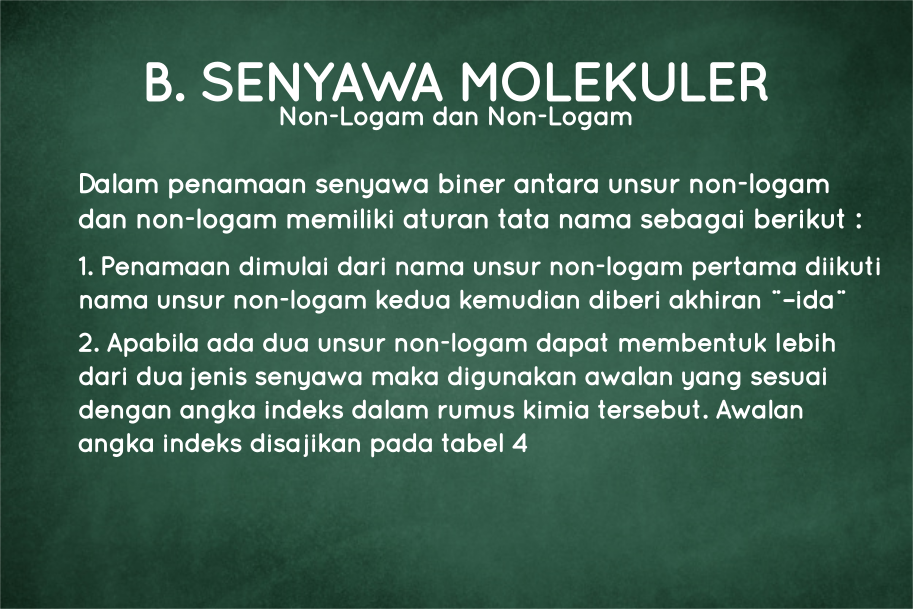 B. SENYAWA MOLEKULER
Non-Logam dan Non-Logam
Dalam penamaan senyawa biner antara unsur non-logam
dan non-logam memiliki aturan tata nama sebagai berikut :
1. Penamaan dimulai dari nama unsur non-logam pertama diikuti
nama unsur non-logam kedua kemudian diberi akhiran ¨-ida¨
2. Apabila ada dua unsur non-logam dapat membentuk lebih
dari dua jenis senyawa maka digunakan awalan yang sesuai
dengan angka indeks dalam rumus kimia tersebut. Awalan
angka indeks disajikan pada tabel 4